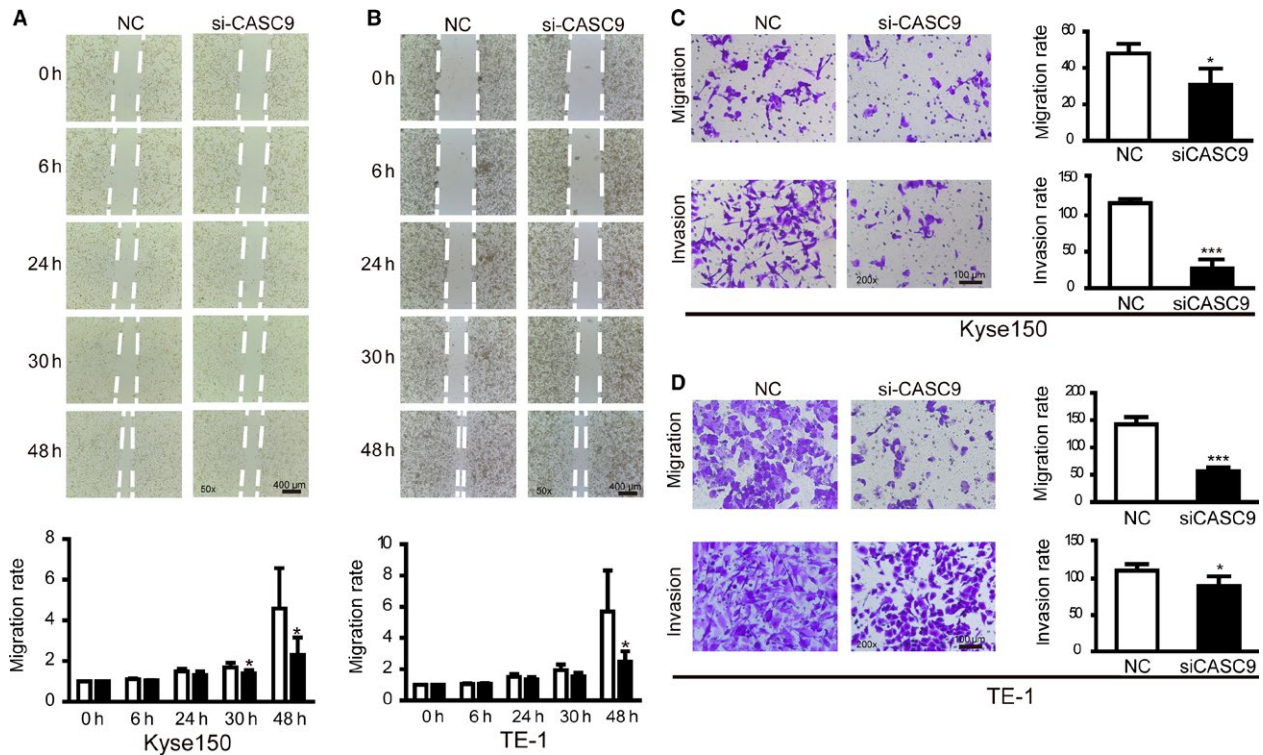 A
NC si-CASC9
0 h
6 h
24 h
30 h
48 h
50x 400 µm
Migration rate
8
6
4
2
0
0 h 6 h 24 h 30 h 48 h
* *
Kyse150
B
NC si-CASC9
0 h
6 h
24 h
30 h
48 h
50x 400 µm
Migration rate
10
8
6
4
2
0
0 h 6 h 24 h 30 h 48 h
*
TE-1
C
NC si-CASC9
Migration
Migration rate
60
40
20
0
*
NC siCASC9
Invasion
200x 100 µm
Invasion rate
150
100
50
0
***
NC siCASC9
Kyse150
D
NC si-CASC9
Migration
Migration rate
200
150
100
50
0
***
NC siCASC9
Invasion
200x 100 µm
Invasion rate
150
100
50
0
*
NC siCASC9
TE-1